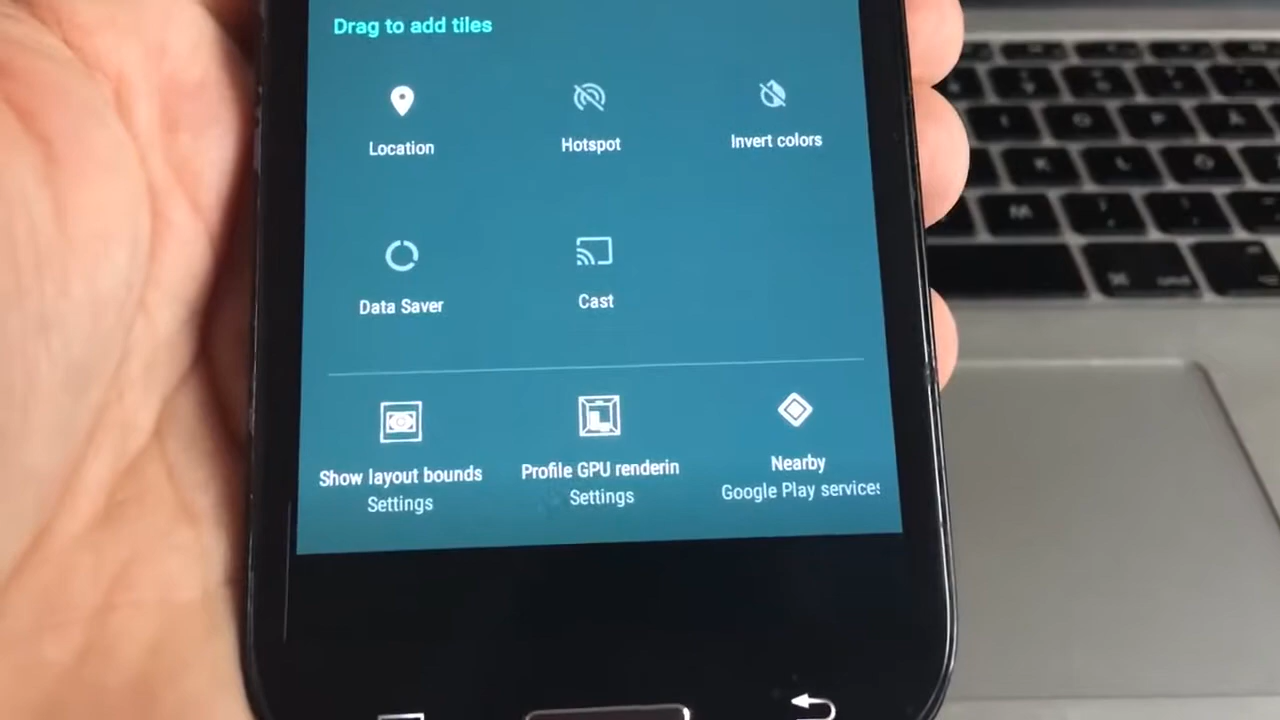 Drag to add tiles
Location
Hotspot
Invert colors
Data Saver
Cast
Show layout bounds
Settings
Profile GPU renderin
Settings
Nearby
Google Play services
K
L
M
cmd